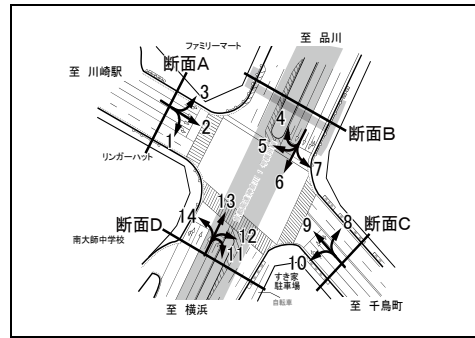 至 品川
ファミリーマート
断面A
至 川崎駅
3
2
1
リンガーハット
断面B
4
5
6
7
13
14
12
11
断面D
南大師中学校
8
9
断面C
10
すき家
駐車場
自転車
至 横浜
至 千鳥町